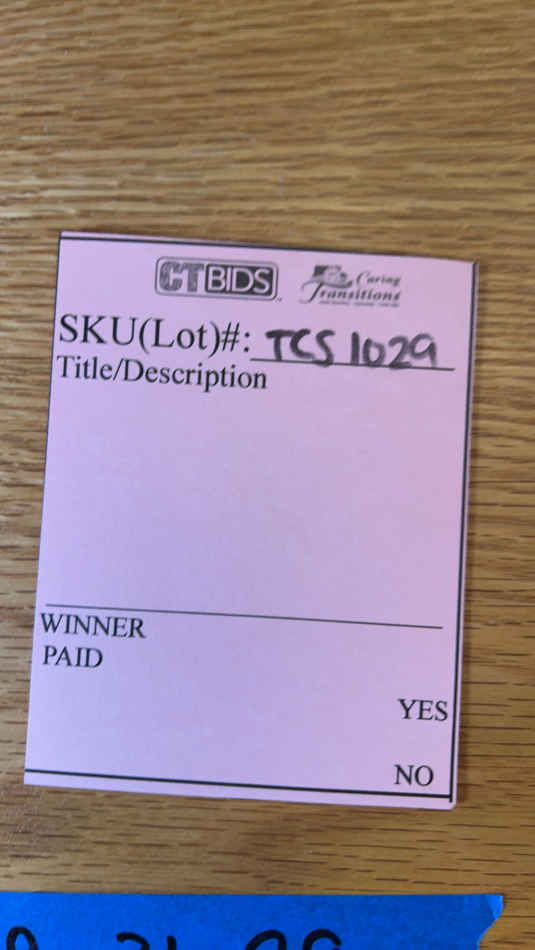 CTBIDS
Caring
Transitions
SKU(Lot)#: TCS 1029
Title/Description
WINNER
PAID
YES
NO